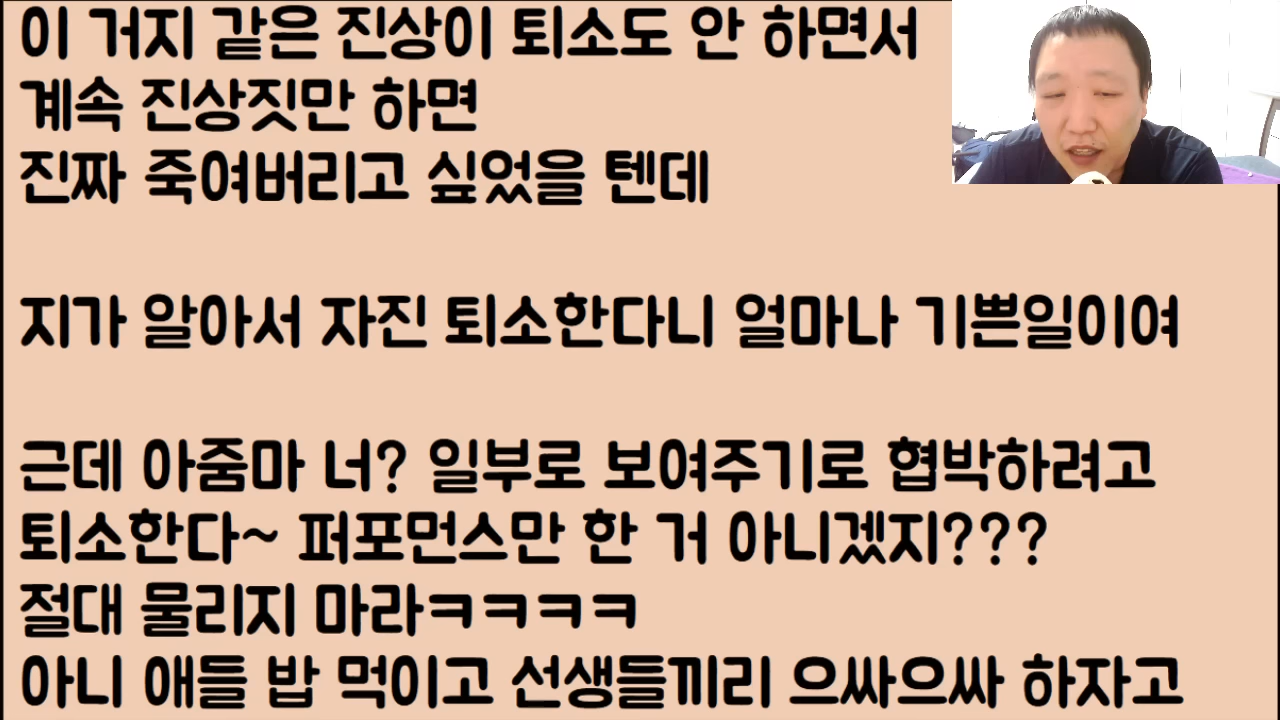 이 거지 같은 진상이 퇴소도 안 하면서
계속 진상짓만 하면
진짜 죽여버리고 싶었을 텐데
지가 알아서 자진 퇴소한다니 얼마나 기쁜일이여
근데 아줌마 너? 일부로 보여주기로 협박하려고
퇴소한다~ 퍼포먼스만 한 거 아니겠지???
절대 물리지 마라ㅋㅋㅋㅋ
아니 애들 밥 먹이고 선생들끼리 으싸으싸 하자고